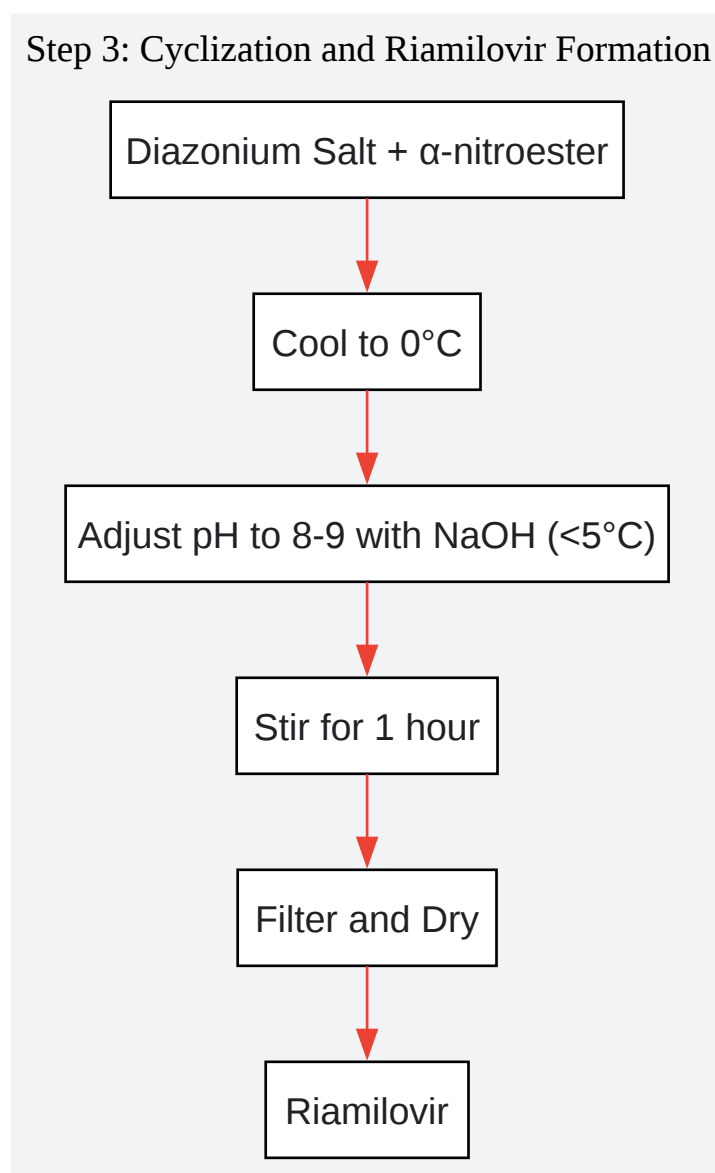 Step 3: Cyclization and Riamilovir Formation
Diazonium Salt + α-nitroester
Cool to 0°C
Adjust pH to 8-9 with NaOH (<5°C)
Stir for 1 hour
Filter and Dry
Riamilovir